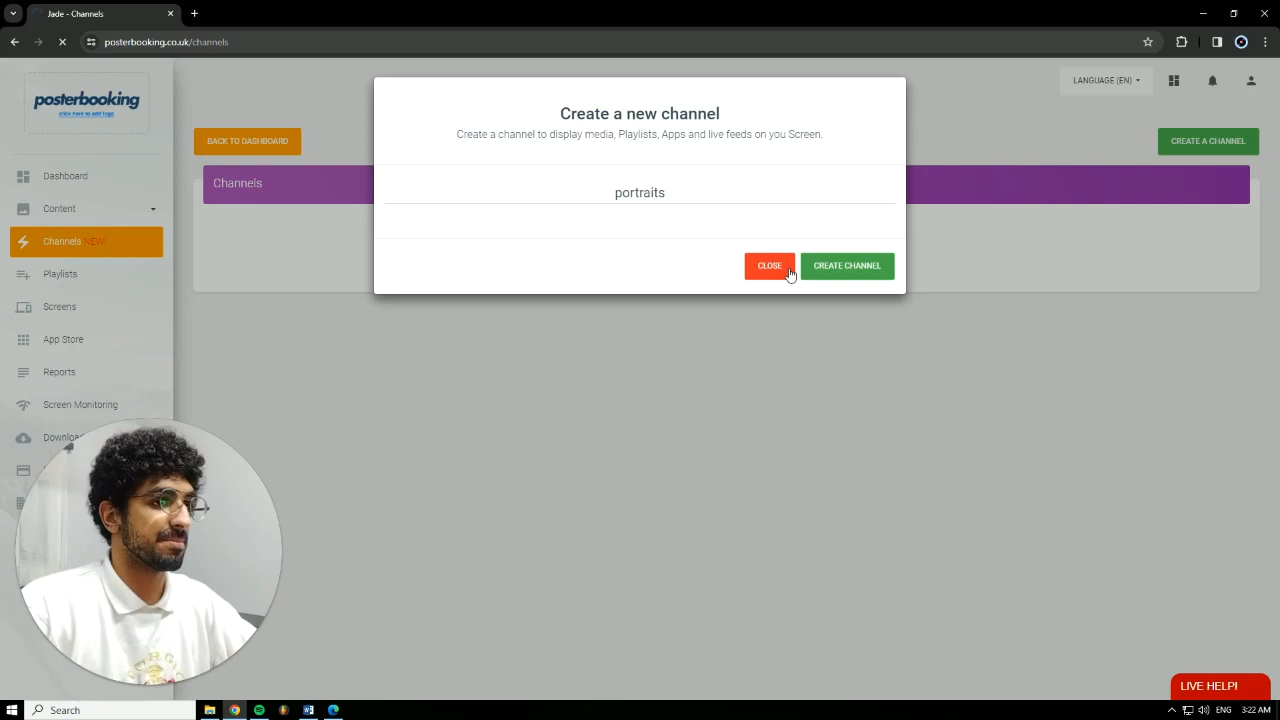 Jade - Jade
posterbooking.co.uk/channels
posterbooking
click here to add logo
LANGUAGE (EN)
Create a new channel
Create a channel to display media, Playlists, Apps and live feeds on you Screen.
BACK TO DASHBOARD
CREATE A CHANNEL
Dashboard
Channels
portraits
Content
Channels NEW!
CLOSE
CREATE CHANNEL
Playlists
Screens
App Store
Reports
Screen Monitoring
LIVE HELP!
Search
ENG
3:22 AM